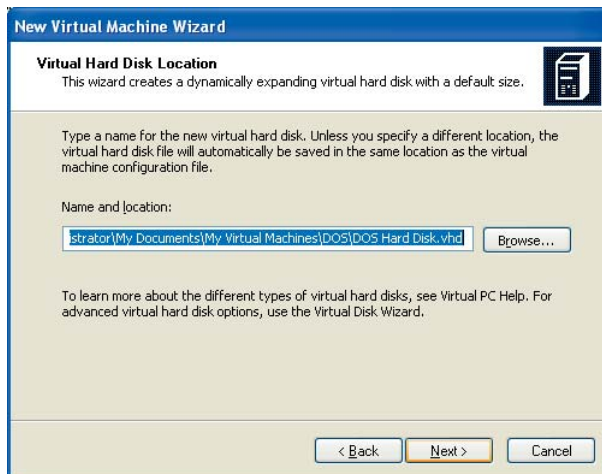 New Virtual Machine Wizard
Virtual Hard Disk Location
This wizard creates a dynamically expanding virtual hard disk with a default size.
Type a name for the new virtual hard disk. Unless you specify a different location, the
virtual hard disk file will automatically be saved in the same location as the virtual
machine configuration file.
Name and location:
istrator\My Documents\My Virtual Machines\DOS\DOS Hard Disk.vhd
Browse...
To learn more about the different types of virtual hard disks, see Virtual PC Help. For
advanced virtual hard disk options, use the Virtual Disk Wizard.
< Back Next > Cancel